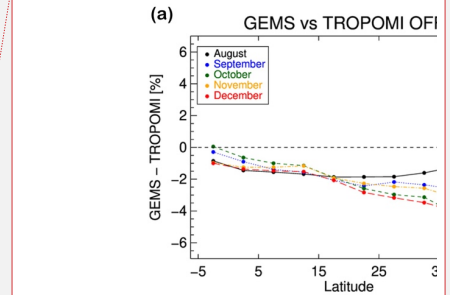 (a)
GEMS vs TROPOMI OFF
August
September
October
November
December
GEMS − TROPOMI [%]
6
4
2
0
−2
−4
−6
−5
5
15
25
Latitude